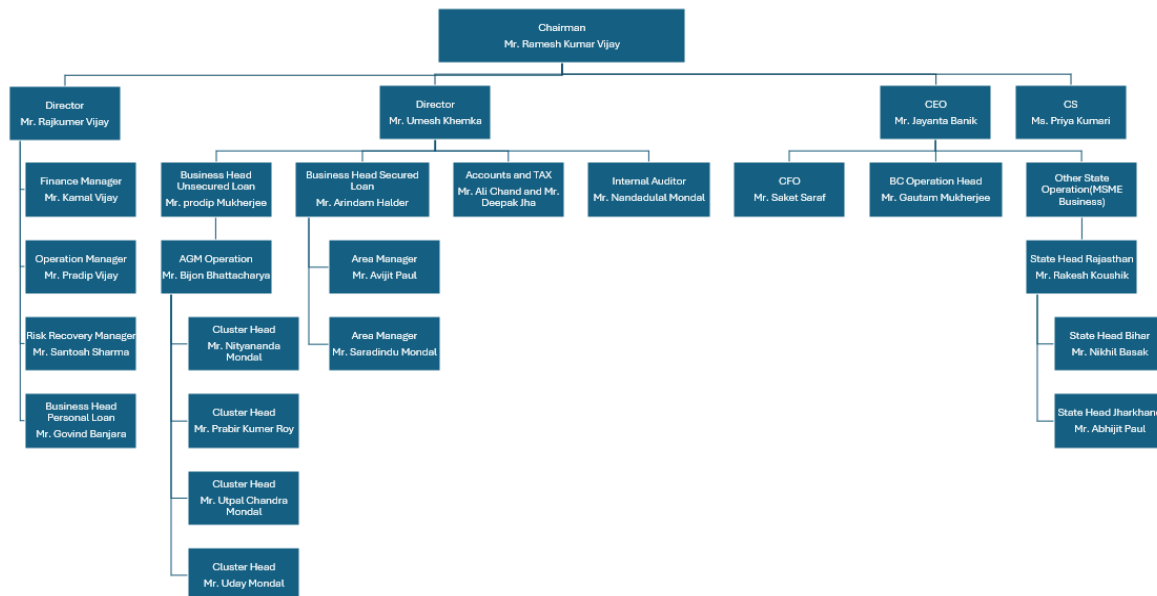 Chairman
Mr. Ramesh Kumar Vijay
Director
Mr. Rajkumer Vijay
Director
Mr. Umesh Khemka
CEO
Mr. Jayanta Banik
CS
Ms. Priya Kumari
Finance Manager
Mr. Kamal Vijay
Business Head
Unsecured Loan
Mr. prodip Mukherjee
Business Head Secured
Loan
Mr. Arindam Halder
Accounts and TAX
Mr. Ali Chand and Mr.
Deepak Jha
Internal Auditor
Mr. Nandadulal Mondal
CFO
Mr. Saket Saraf
BC Operation Head
Mr. Gautam Mukherjee
Other State
Operation(MSME
Business)
Operation Manager
Mr. Pradip Vijay
AGM Operation
Mr. Bijon Bhattacharya
Area Manager
Mr. Avijit Paul
State Head Rajasthan
Mr. Rakesh Koushik
Risk Recovery Manager
Mr. Santosh Sharma
Cluster Head
Mr. Nityananda
Mondal
Area Manager
Mr. Saradindu Mondal
State Head Bihar
Mr. Nikhil Basak
Business Head
Personal Loan
Mr. Govind Banjara
Cluster Head
Mr. Prabir Kumer Roy
State Head Jharkhand
Mr. Abhijit Paul
Cluster Head
Mr. Utpal Chandra
Mondal
Cluster Head
Mr. Uday Mondal